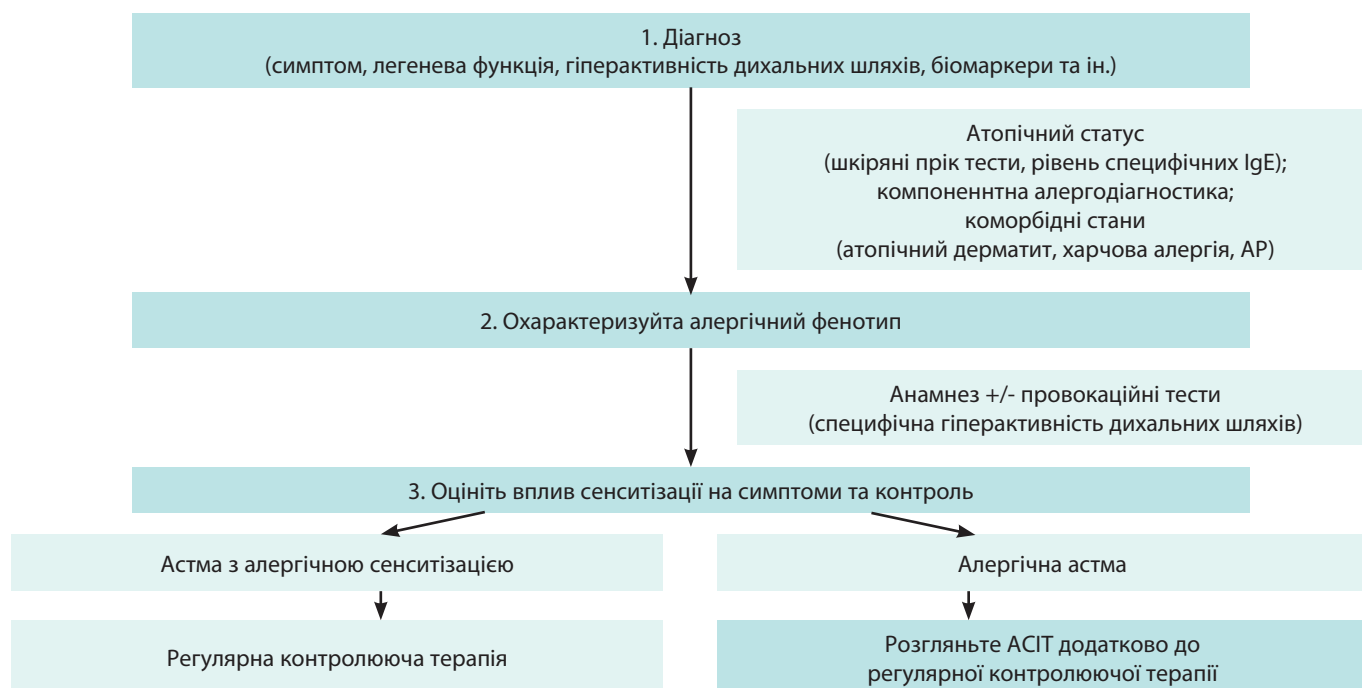 1. Діагноз
(симптом, легенева функція, гіперактивність дихальних шляхів, біомаркери та ін.)
Атопічний статус
(шкіряні прік тести, рівень специфічних IgE);
компоненнтна алергодіагностика;
коморбідні стани
(атопічний дерматит, харчова алергія, АР)
2. Охарактеризуйта алергічний фенотип
Анамнез +/- провокаційні тести
(специфічна гіперактивність дихальних шляхів)
3. Оцініть вплив сенситізації на симптоми та контроль
Астма з алергічною сенситізацією
Алергічна астма
Регулярна контролююча терапія
Розгляньте АСІТ додатково до
регулярної контролюючої терапії